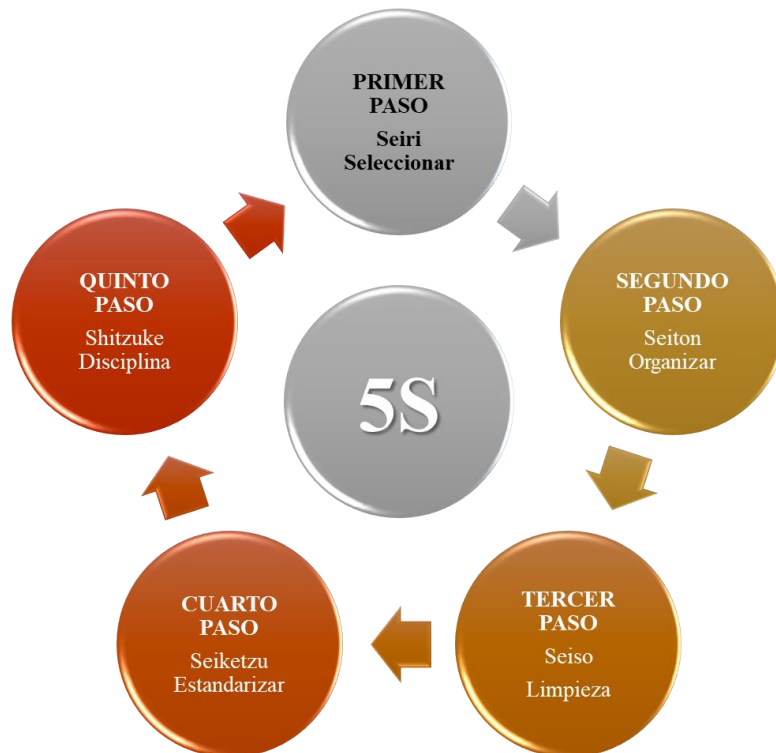 PRIMER
PASO
Seiri
Seleccionar
SEGUNDO
PASO
Seiton
Organizar
TERCER
PASO
Seiso
Limpieza
CUARTO
PASO
Seiketzu
Estandarizar
QUINTO
PASO
Shitzuke
Disciplina
5S